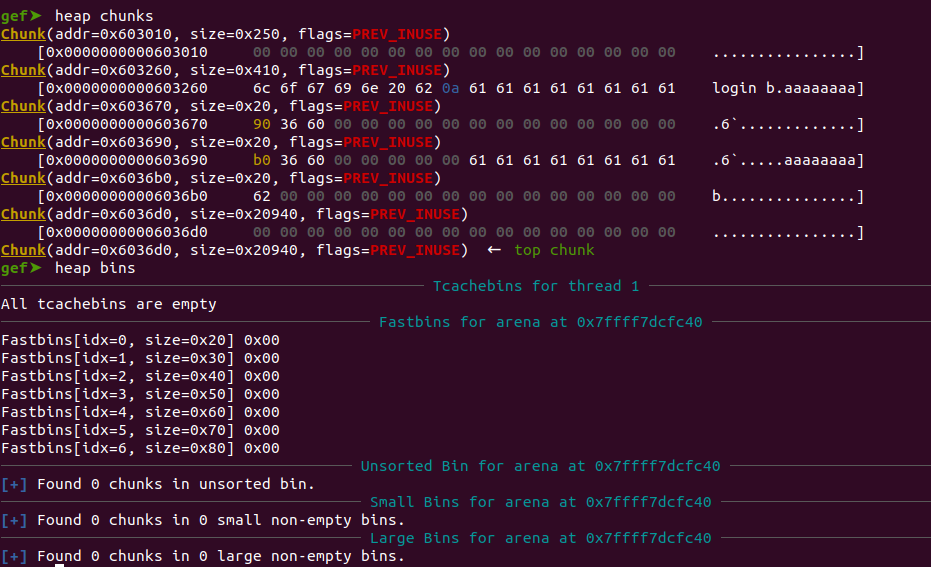 gef➤  heap chunks
Chunk(addr=0x603010, size=0x250, flags=PREV_INUSE)
    [0x0000000000603010     00 00 00 00 00 00 00 00 00 00 00 00 00 00 00 00    ................]
Chunk(addr=0x603260, size=0x410, flags=PREV_INUSE)
    [0x0000000000603260     6c 6f 67 69 6e 20 62 0a 61 61 61 61 61 61 61 61    login b.aaaaaaaa]
Chunk(addr=0x603670, size=0x20, flags=PREV_INUSE)
    [0x0000000000603670     90 36 60 00 00 00 00 00 00 00 00 00 00 00 00 00    .6`.............]
Chunk(addr=0x603690, size=0x20, flags=PREV_INUSE)
    [0x0000000000603690     b0 36 60 00 00 00 00 00 61 61 61 61 61 61 61 61    .6`.....aaaaaaaa]
Chunk(addr=0x6036b0, size=0x20, flags=PREV_INUSE)
    [0x00000000006036b0     62 00 00 00 00 00 00 00 00 00 00 00 00 00 00 00    b...............]
Chunk(addr=0x6036d0, size=0x20940, flags=PREV_INUSE)
    [0x00000000006036d0     00 00 00 00 00 00 00 00 00 00 00 00 00 00 00 00    ................]
Chunk(addr=0x6036d0, size=0x20940, flags=PREV_INUSE)  ←  top chunk
gef➤  heap bins
Tcachebins for thread 1
All tcachebins are empty
Fastbins for arena at 0x7ffff7dcfc40
Fastbins[idx=0, size=0x20] 0x00
Fastbins[idx=1, size=0x30] 0x00
Fastbins[idx=2, size=0x40] 0x00
Fastbins[idx=3, size=0x50] 0x00
Fastbins[idx=4, size=0x60] 0x00
Fastbins[idx=5, size=0x70] 0x00
Fastbins[idx=6, size=0x80] 0x00
Unsorted Bin for arena at 0x7ffff7dcfc40
[+] Found 0 chunks in unsorted bin.
Small Bins for arena at 0x7ffff7dcfc40
[+] Found 0 chunks in 0 small non-empty bins.
Large Bins for arena at 0x7ffff7dcfc40
[+] Found 0 chunks in 0 large non-empty bins.